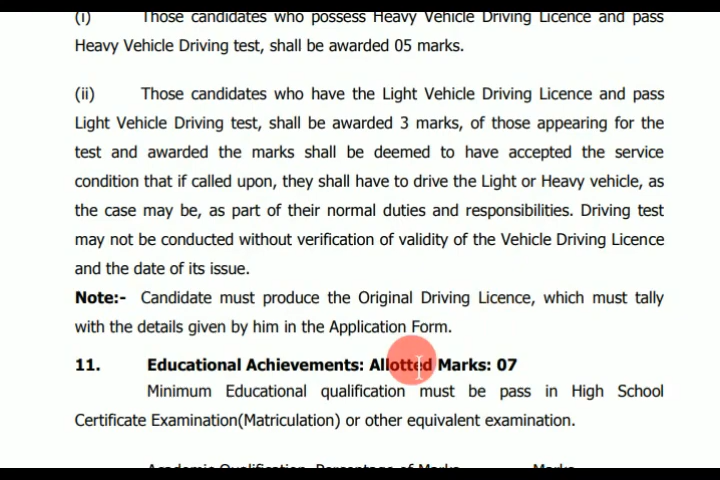 (i) Those candidates who possess Heavy Vehicle Driving Licence and pass
Heavy Vehicle Driving test, shall be awarded 05 marks.
(ii) Those candidates who have the Light Vehicle Driving Licence and pass
Light Vehicle Driving test, shall be awarded 3 marks, of those appearing for the
test and awarded the marks shall be deemed to have accepted the service
condition that if called upon, they shall have to drive the Light or Heavy vehicle, as
the case may be, as part of their normal duties and responsibilities. Driving test
may not be conducted without verification of validity of the Vehicle Driving Licence
and the date of its issue.
Note:- Candidate must produce the Original Driving Licence, which must tally
with the details given by him in the Application Form.
11. Educational Achievements: Allotted Marks: 07
Minimum Educational qualification must be pass in High School
Certificate Examination(Matriculation) or other equivalent examination.
Academic Qualification Percentage of Marks Marks